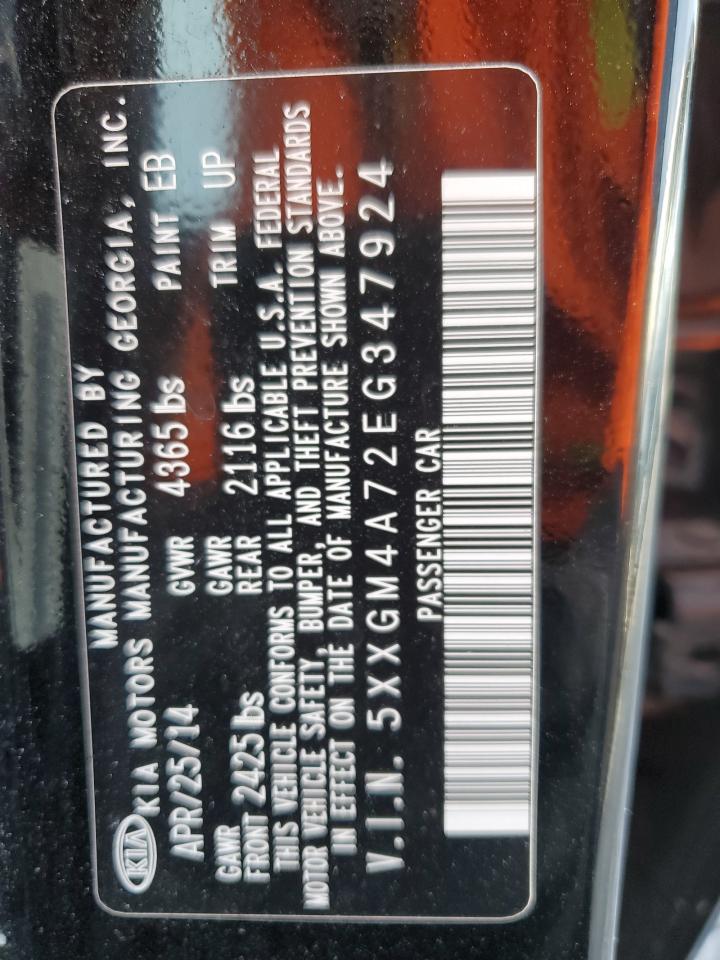 MANUFACTURED BY
KIA KIA MOTORS MANUFACTURING GEORGIA, INC.
APR/25/14 GVWR 4365 lbs PAINT EB
GAWR FRONT 2425 lbs GAWR REAR 2116 lbs TRIM UP
THIS VEHICLE CONFORMS TO ALL APPLICABLE U.S.A. FEDERAL
MOTOR VEHICLE SAFETY, BUMPER, AND THEFT PREVENTION STANDARDS
IN EFFECT ON THE DATE OF MANUFACTURE SHOWN ABOVE.
V.I.N. 5XXGM4A72EG347924
PASSENGER CAR